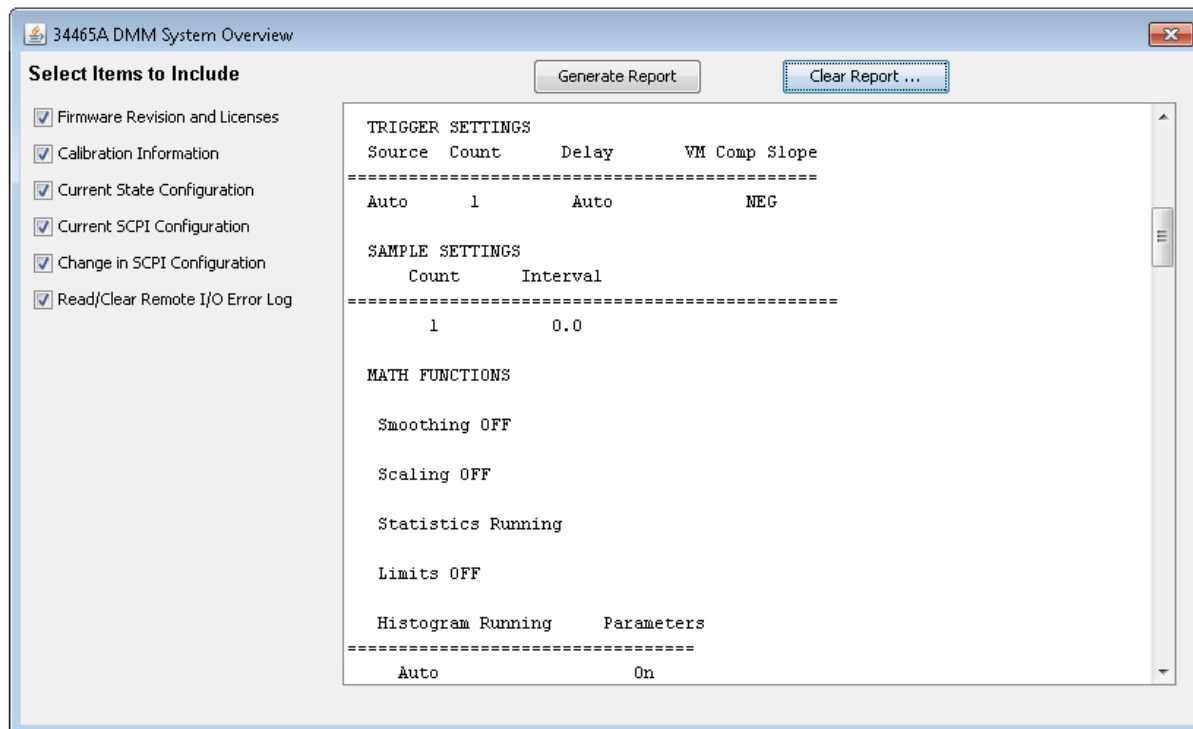 34465A DMM System Overview
Select Items to Include
Generate Report
Clear Report ...
Firmware Revision and Licenses
Calibration Information
Current State Configuration
Current SCPI Configuration
Change in SCPI Configuration
Read/Clear Remote I/O Error Log
TRIGGER SETTINGS
Source Count Delay VM Comp Slope
==============================================
Auto 1 Auto NEG
SAMPLE SETTINGS
Count Interval
================================================
1 0.0
MATH FUNCTIONS
Smoothing OFF
Scaling OFF
Statistics Running
Limits OFF
Histogram Running Parameters
==================================
Auto On